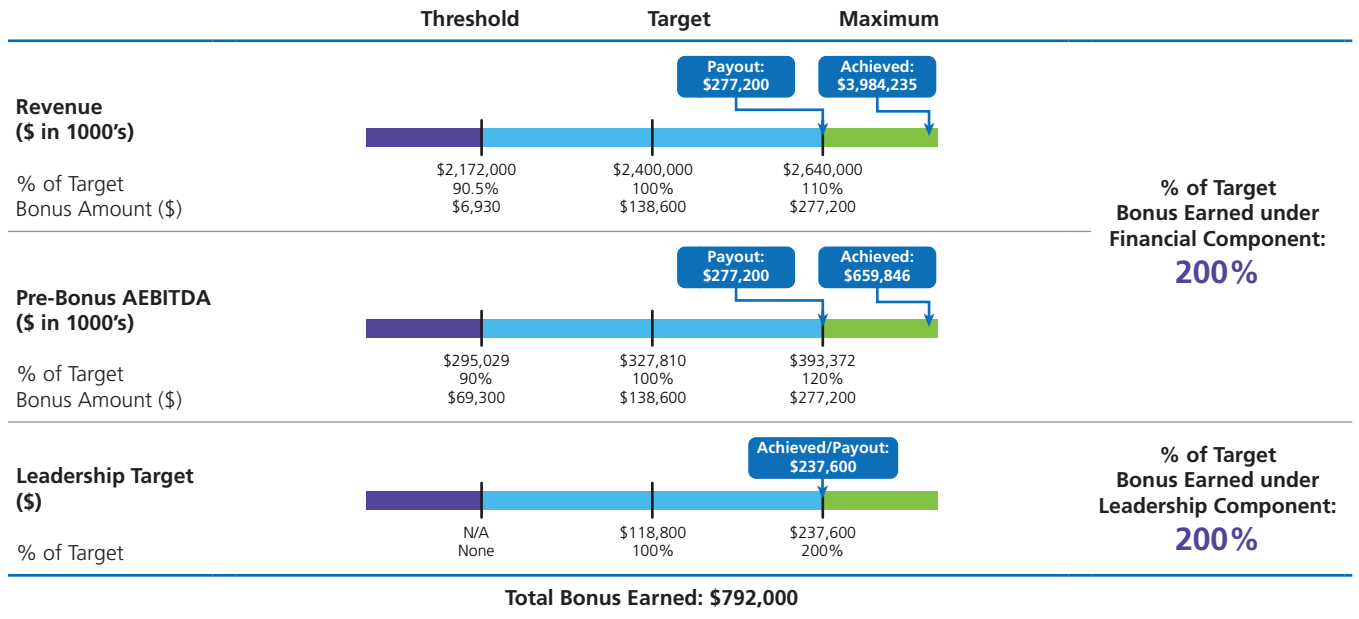 Threshold Target Maximum
Payout:
$277,200
Achieved:
$3,984,235
Revenue
($ in 1000's)
$2,172,000 $2,400,000 $2,640,000
% of Target 90.5% 100% 110%
Bonus Amount ($) $6,930 $138,600 $277,200
% of Target
Bonus Earned under
Financial Component:
200%
Payout:
$277,200
Achieved:
$659,846
Pre-Bonus AEBITDA
($ in 1000's)
$295,029 $327,810 $393,372
% of Target 90% 100% 120%
Bonus Amount ($) $69,300 $138,600 $277,200
Achieved/Payout:
$237,600
Leadership Target
($)
N/A $118,800 $237,600
% of Target None 100% 200%
% of Target
Bonus Earned under
Leadership Component:
200%
Total Bonus Earned: $792,000